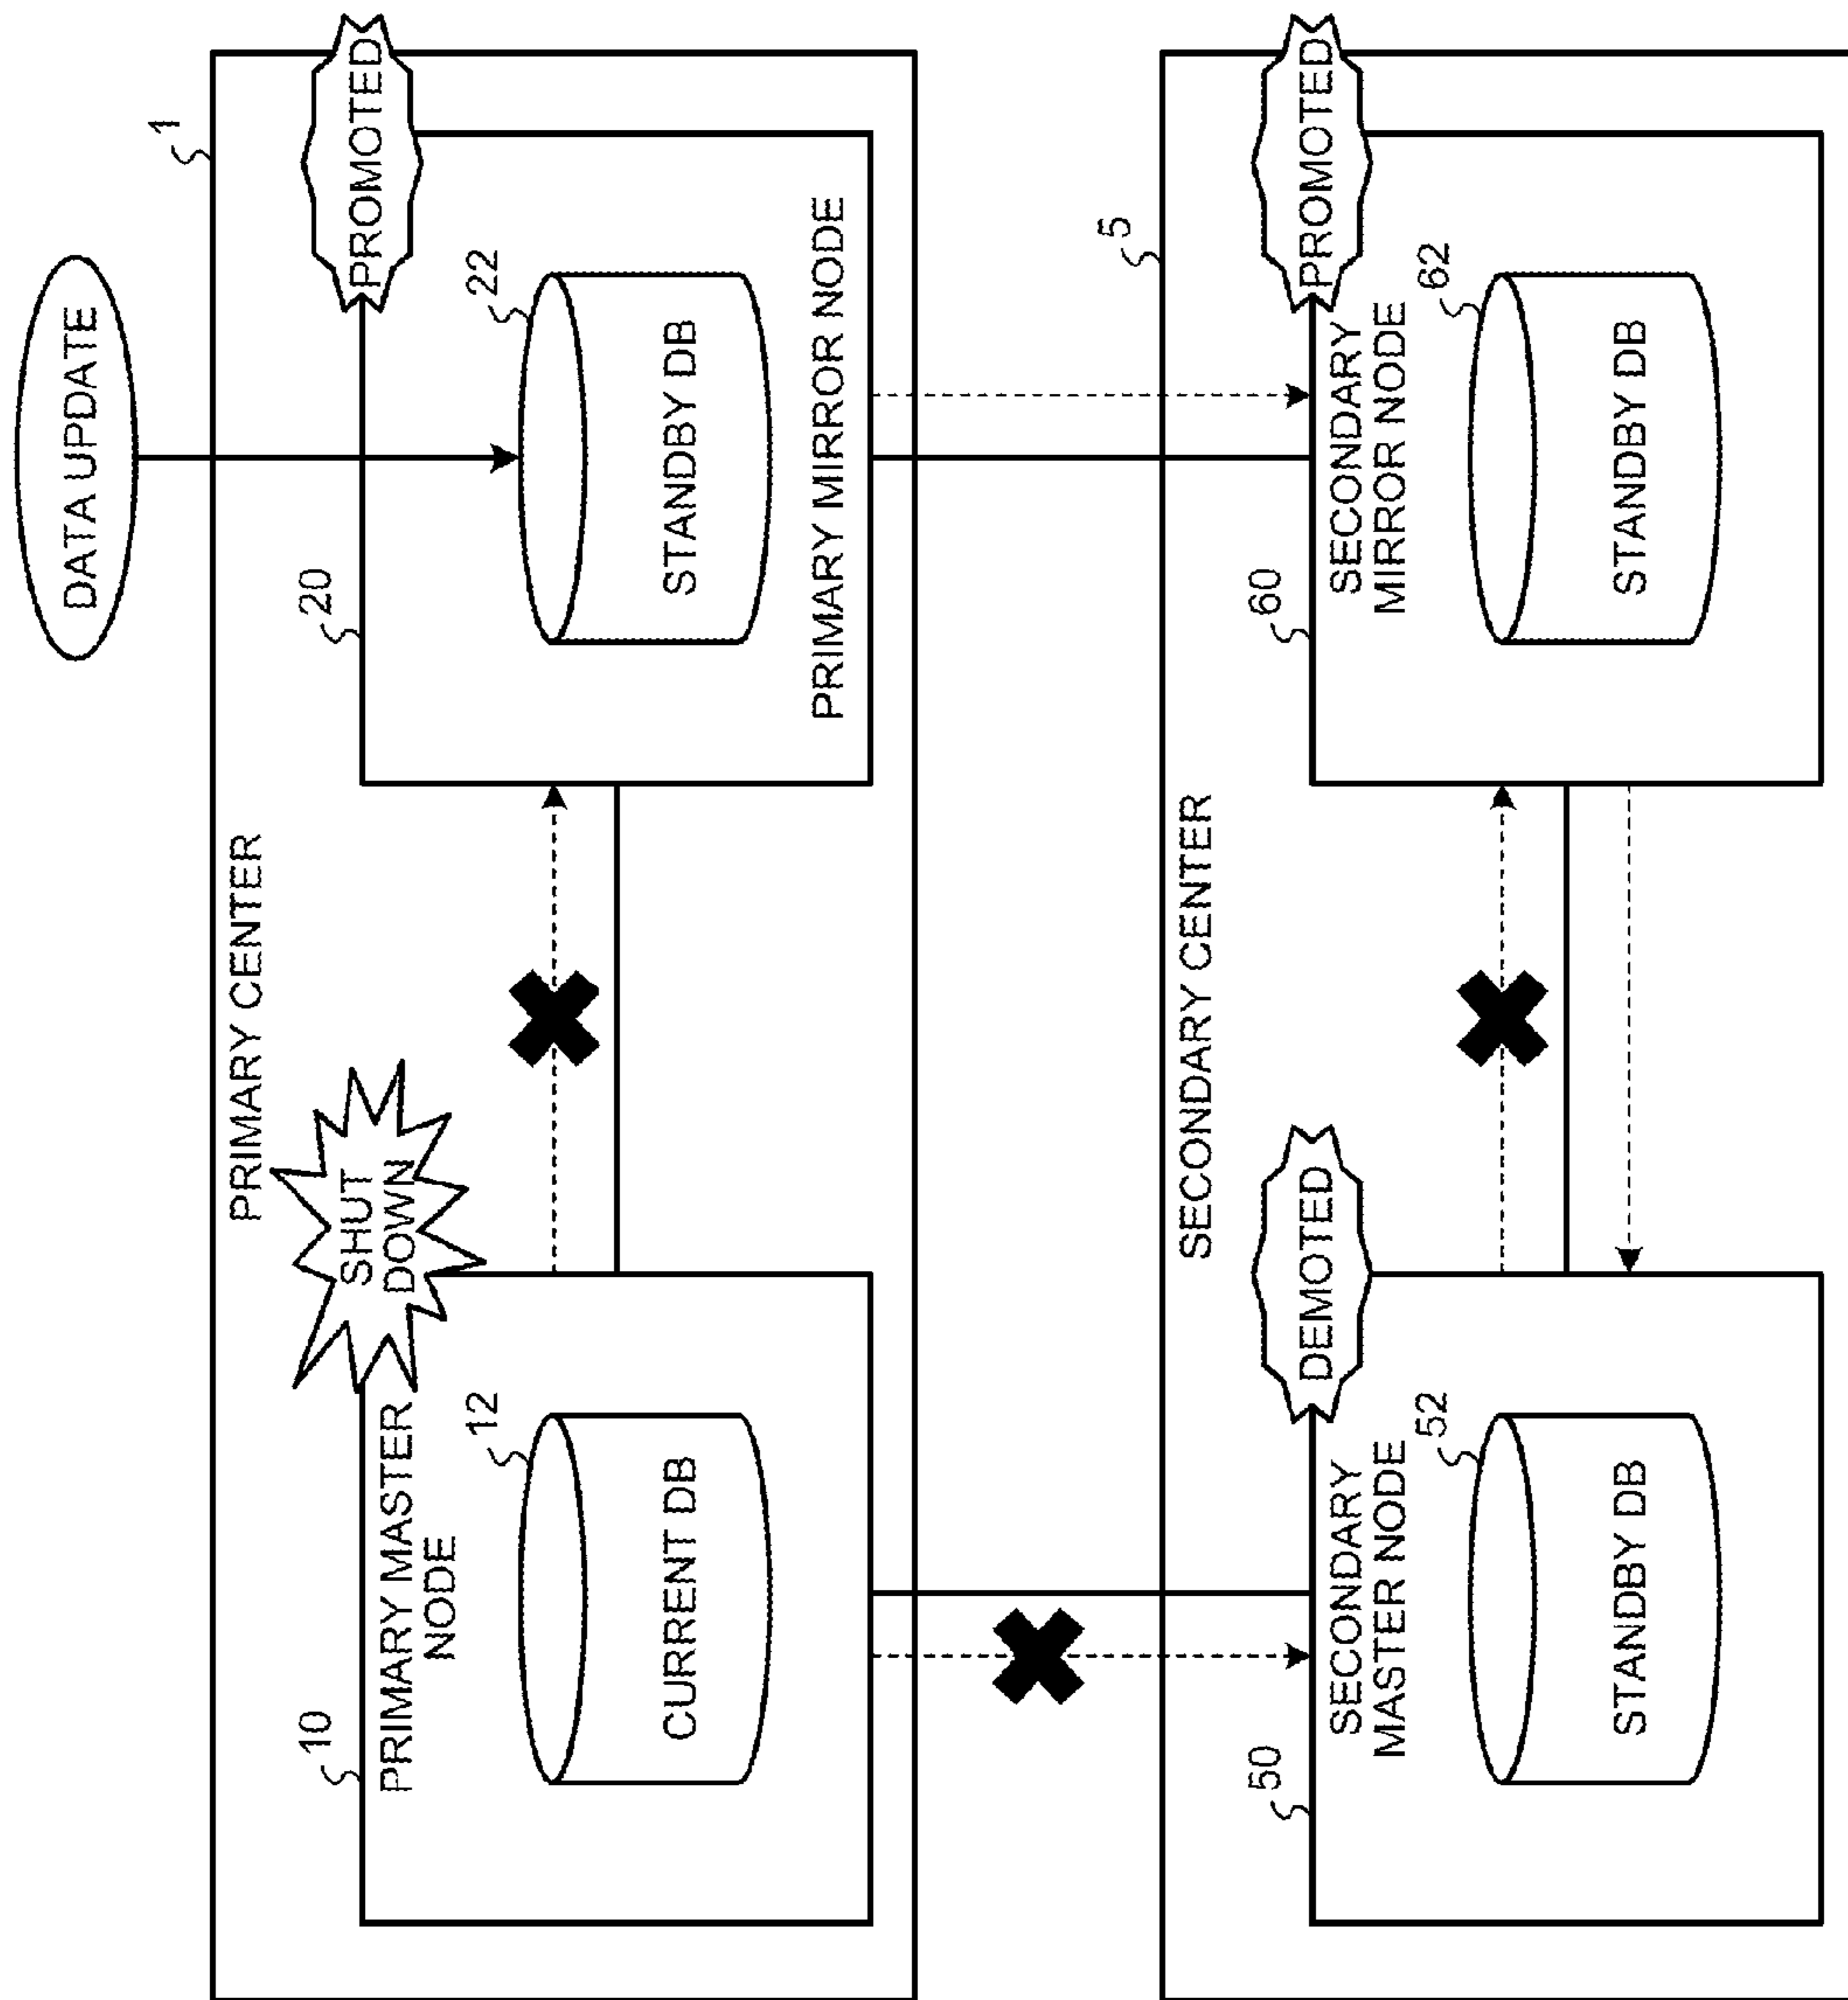 DATA UPDATE
1
PRIMARY CENTER
SHUT
DOWN
PROMOTED
10
PRIMARY MASTER
NODE
12
CURRENT DB
20
22
STANDBY DB
PRIMARY MIRROR NODE
5
SECONDARY CENTER
DEMOTED
PROMOTED
50
SECONDARY
MASTER NODE
52
STANDBY DB
60
SECONDARY
MIRROR NODE
62
STANDBY DB